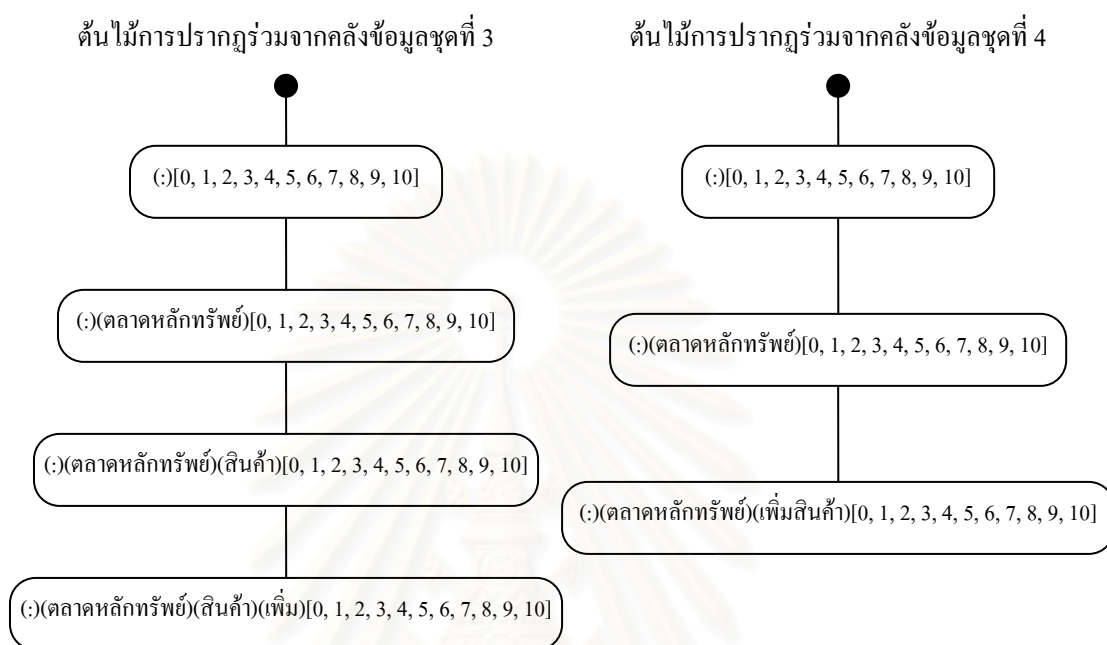 ต้นไม้การปรากฏร่วมจากคลังข้อมูลชุดที่ 3
(:)[0, 1, 2, 3, 4, 5, 6, 7, 8, 9, 10]
(:)(ตลาดหลักทรัพย์)[0, 1, 2, 3, 4, 5, 6, 7, 8, 9, 10]
(:)(ตลาดหลักทรัพย์)(สินค้า)[0, 1, 2, 3, 4, 5, 6, 7, 8, 9, 10]
(:)(ตลาดหลักทรัพย์)(สินค้า)(เพิ่ม)[0, 1, 2, 3, 4, 5, 6, 7, 8, 9, 10]
ต้นไม้การปรากฏร่วมจากคลังข้อมูลชุดที่ 4
(:)[0, 1, 2, 3, 4, 5, 6, 7, 8, 9, 10]
(:)(ตลาดหลักทรัพย์)[0, 1, 2, 3, 4, 5, 6, 7, 8, 9, 10]
(:)(ตลาดหลักทรัพย์)(เพิ่มสินค้า)[0, 1, 2, 3, 4, 5, 6, 7, 8, 9, 10]